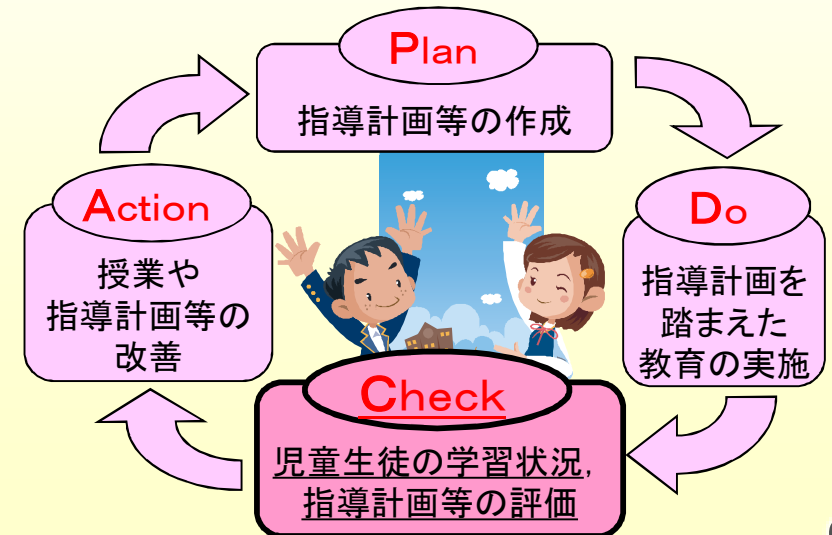 Plan
指導計画等の作成
Do
指導計画を
踏まえた
教育の実施
Check
児童生徒の学習状況,
指導計画等の評価
Action
授業や
指導計画等の
改善